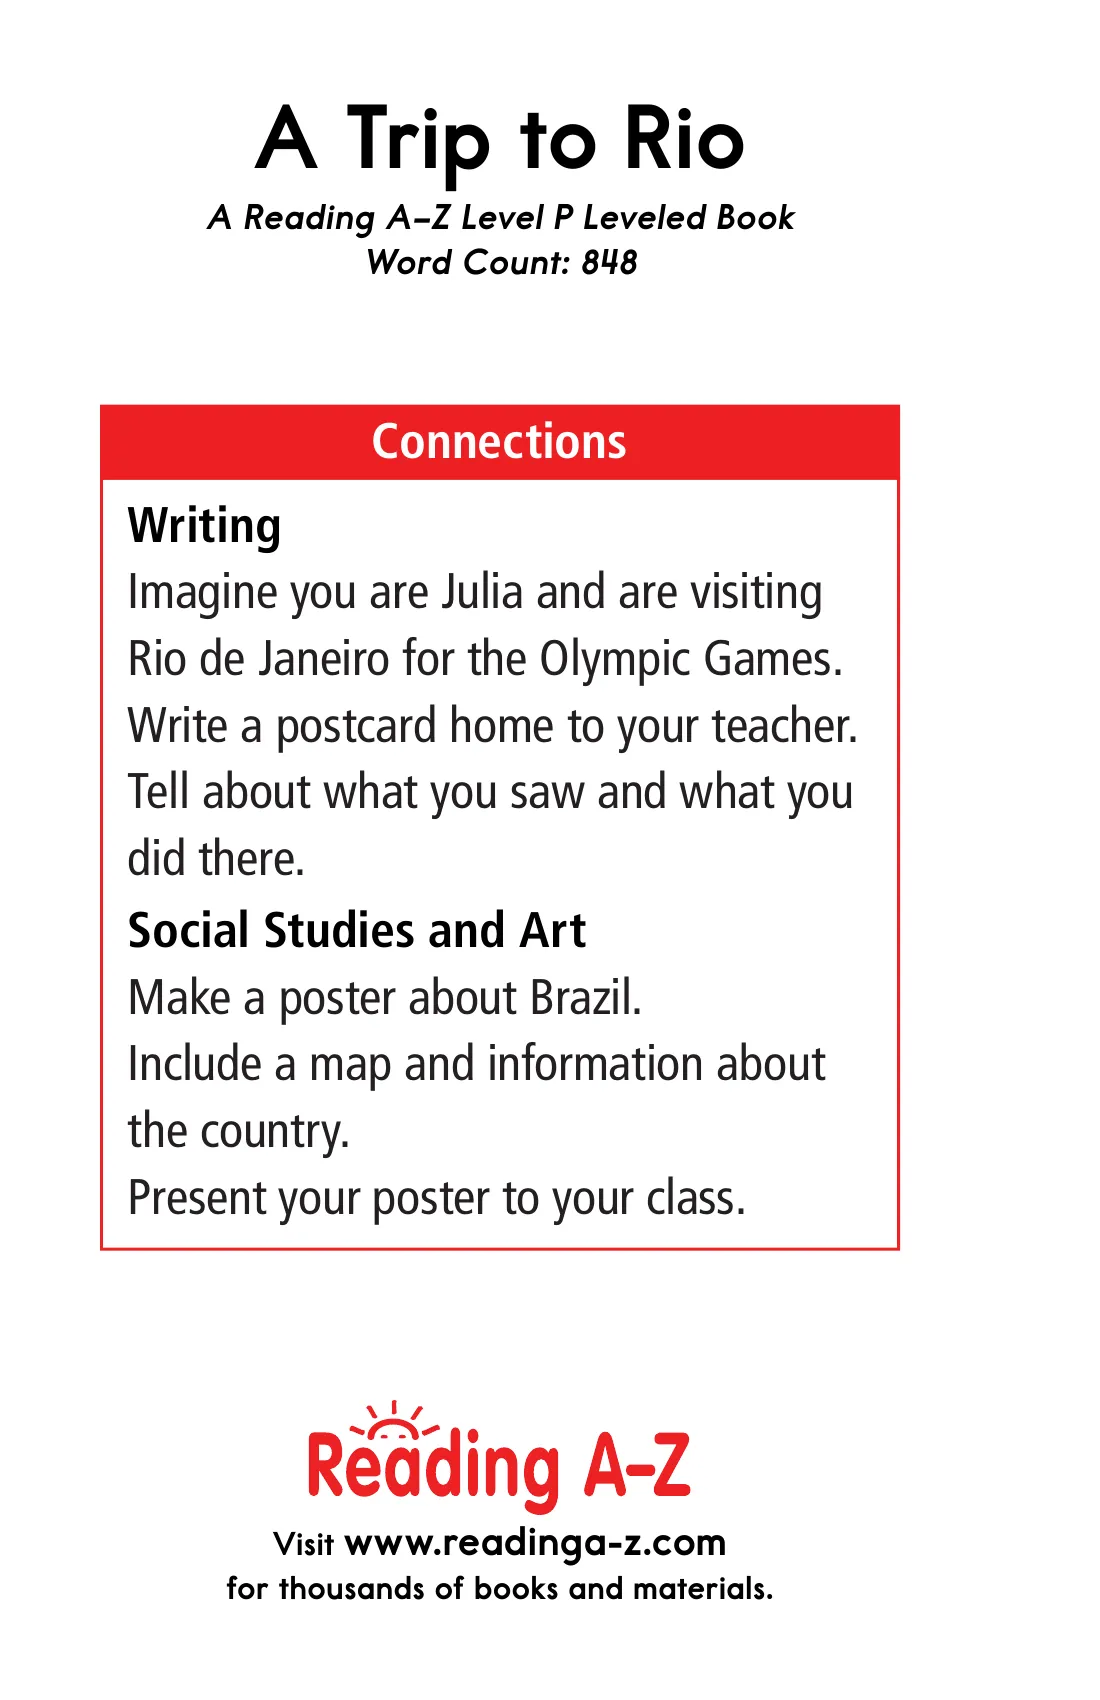 A Trip to Rio
A Reading A–Z Level P Leveled Book
Word Count: 848
Connections
Writing
Imagine you are Julia and are visiting
Rio de Janeiro for the Olympic Games.
Write a postcard home to your teacher.
Tell about what you saw and what you
did there.
Social Studies and Art
Make a poster about Brazil.
Include a map and information about
the country.
Present your poster to your class.
Reading A–Z
Visit www.readinga-z.com
for thousands of books and materials.